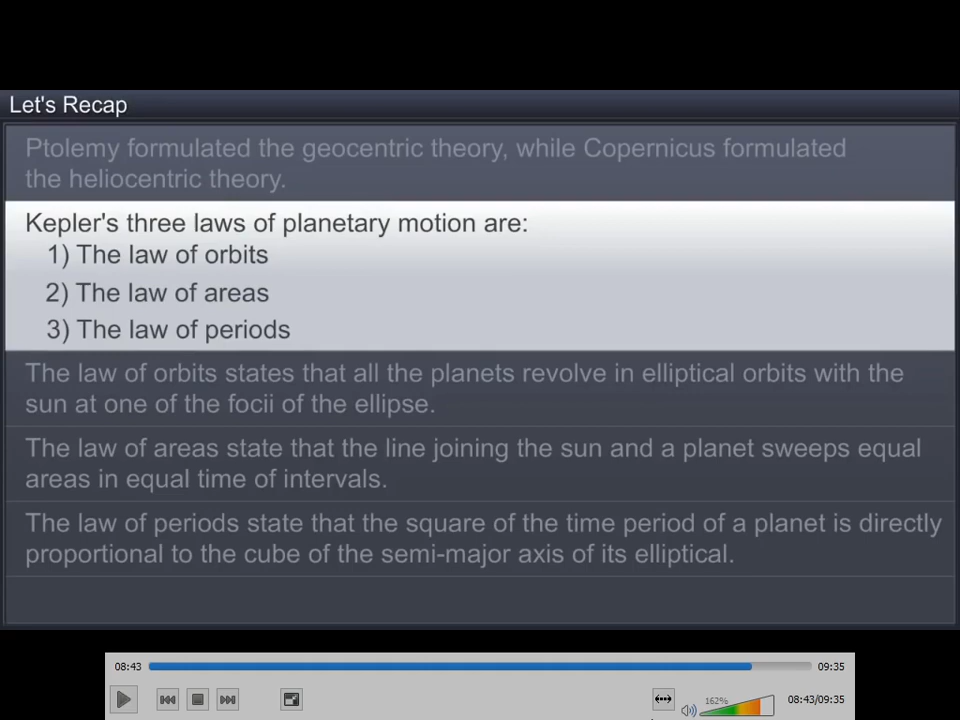 Let's Recap
Ptolemy formulated the geocentric theory, while Copernicus formulated
the heliocentric theory.
Kepler's three laws of planetary motion are:
1) The law of orbits
2) The law of areas
3) The law of periods
The law of orbits states that all the planets revolve in elliptical orbits with the
sun at one of the focii of the ellipse.
The law of areas state that the line joining the sun and a planet sweeps equal
areas in equal time of intervals.
The law of periods state that the square of the time period of a planet is directly
proportional to the cube of the semi-major axis of its elliptical.
08:43 09:35
162% 08:43/09:35